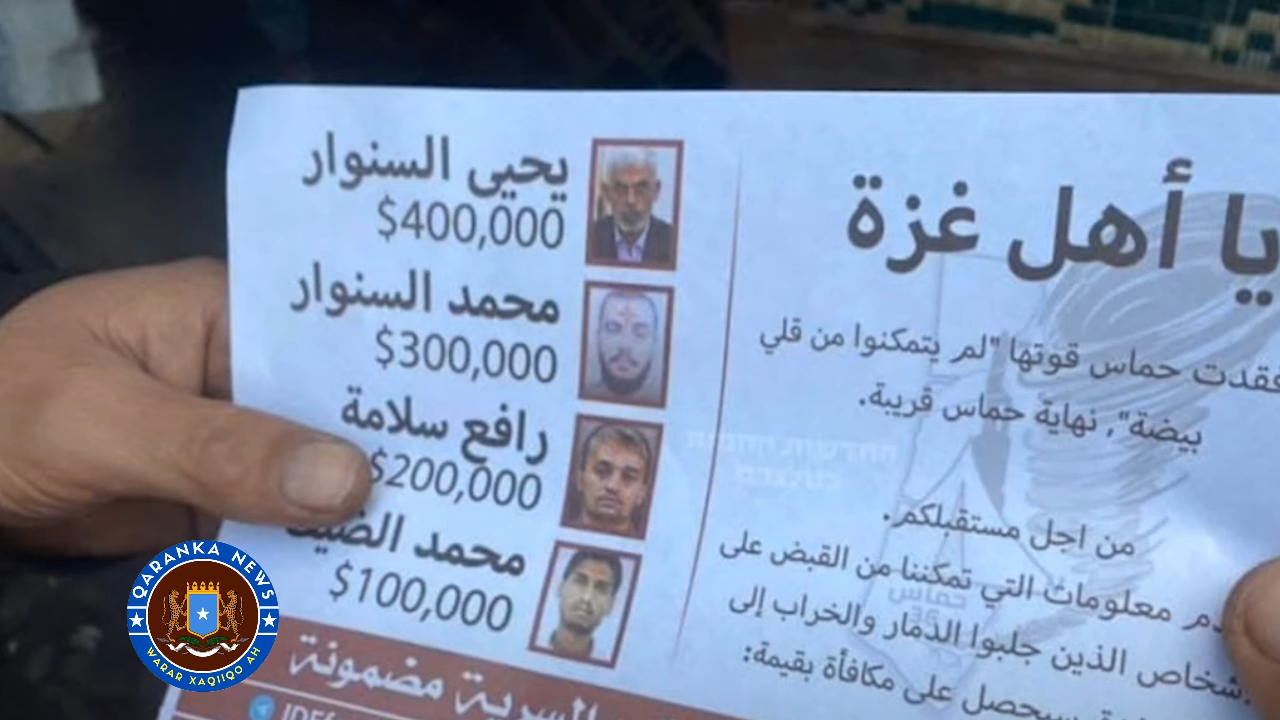 يا أهل غزة
فقدت حماس قوتها "لم يتمكنوا من قلي
بيضة", نهاية حماس قريبة.
من اجل مستقبلكم.
معلومات التي تمكننا من القبض على
الذين جلبوا الدمار والخراب إلى
سيحصل على مكافأة بقيمة:
حماس
يحيى السنوار
$400,000
محمد السنوار
$300,000
رافع سلامة
$200,000
محمد الضيف
$100,000
السرية مضمونة
QARANKA NEWS
WARAR XAQIIQO AH